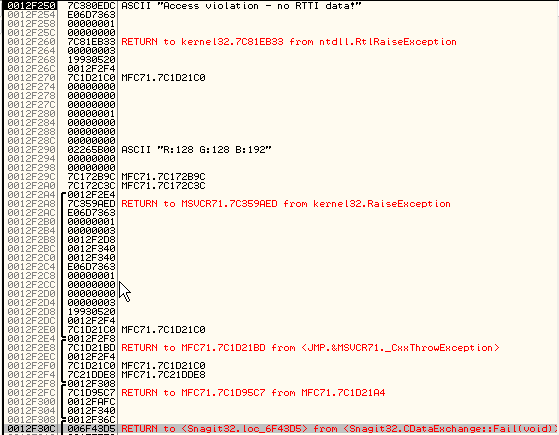 0012F250 7C380EDC ASCII "Access violation - no RTTI data!"
0012F254 E06D7363
0012F258 00000001
0012F25C 00000000
0012F260 7C81EB33 RETURN to kernel32.7C81EB33 from ntdll.RtlRaiseException
0012F264 00000003
0012F268 19930520
0012F26C 0012F2F4
0012F270 7C1D21C0 MFC71.7C1D21C0
0012F274 00000000
0012F278 00000000
0012F27C 00000000
0012F280 00000001
0012F284 00000000
0012F288 00000000
0012F28C 00000000
0012F290 02265B00 ASCII "R:128 G:128 B:192"
0012F294 00000000
0012F298 00000000
0012F29C 7C172B9C MFC71.7C172B9C
0012F2A0 7C172C3C MFC71.7C172C3C
0012F2A4 0012F2E4
0012F2A8 7C359AED RETURN to MSVCR71.7C359AED from kernel32.RaiseException
0012F2AC E06D7363
0012F2B0 00000001
0012F2B4 00000003
0012F2B8 0012F2D8
0012F2BC 0012F340
0012F2C0 0012F340
0012F2C4 E06D7363
0012F2C8 00000001
0012F2CC 00000000
0012F2D0 00000000
0012F2D4 00000003
0012F2D8 19930520
0012F2DC 0012F2F4
0012F2E0 7C1D21C0 MFC71.7C1D21C0
0012F2E4 0012F2F8
0012F2E8 7C1D21BD RETURN to MFC71.7C1D21BD from <JMP.&MSVCR71._CxxThrowException>
0012F2EC 0012F2F4
0012F2F0 7C1D21C0 MFC71.7C1D21C0
0012F2F4 7C21DDE8 MFC71.7C21DDE8
0012F2F8 0012F308
0012F2FC 7C1D95C7 RETURN to MFC71.7C1D95C7 from MFC71.7C1D21A4
0012F300 0012FAFC
0012F304 0012F340
0012F308 0012F36C
0012F30C 006F43D5 RETURN to <Snagit32.loc_6F43D5> from <Snagit32.CDataExchange::Fail(void)